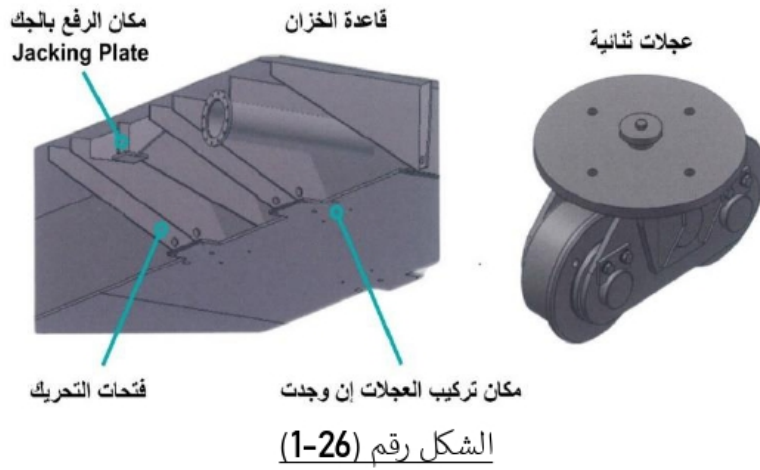 مكان الرفع بالجك
Jacking Plate
قاعدة الخزان
عجلات ثنائية
فتحات التحريك
مكان تركيب العجلات إن وجدت
الشكل رقم (26-1)